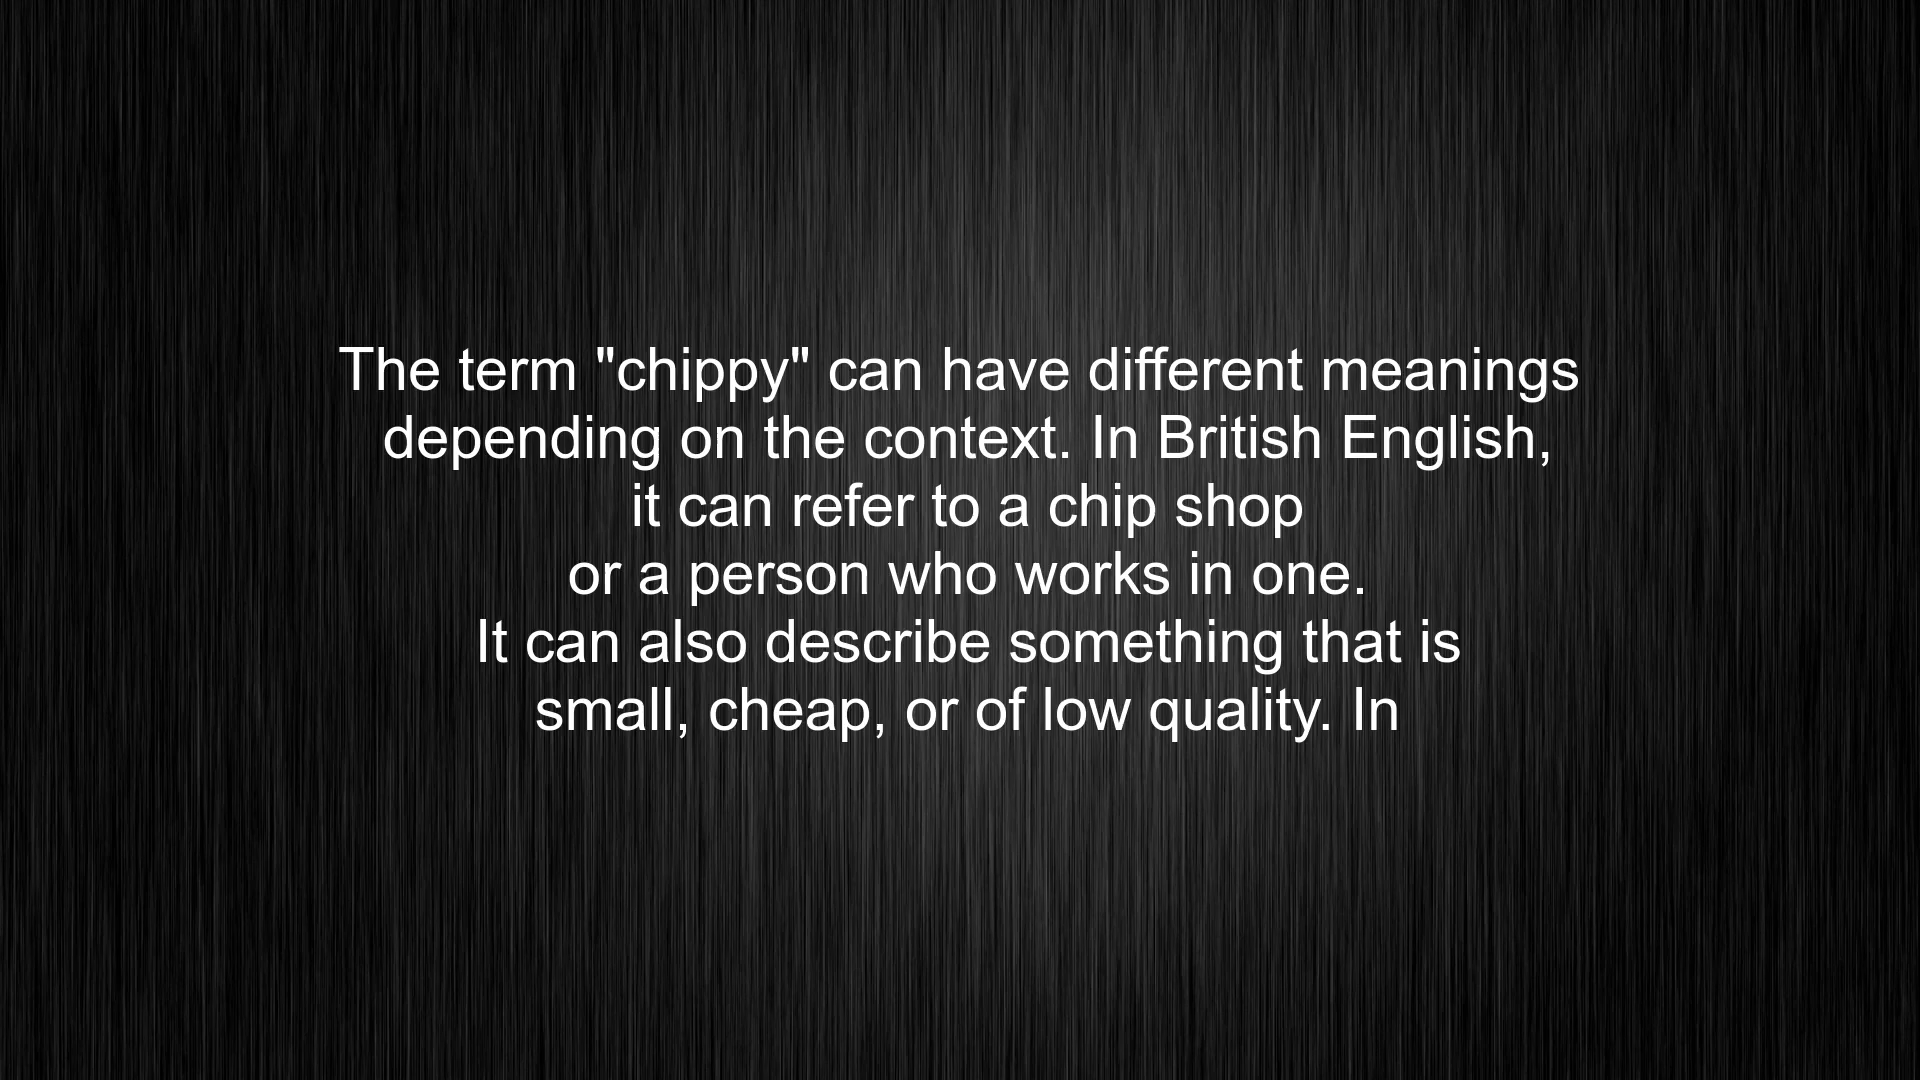 The term "chippy" can have different meanings
depending on the context. In British English,
it can refer to a chip shop
or a person who works in one.
It can also describe something that is
small, cheap, or of low quality. In